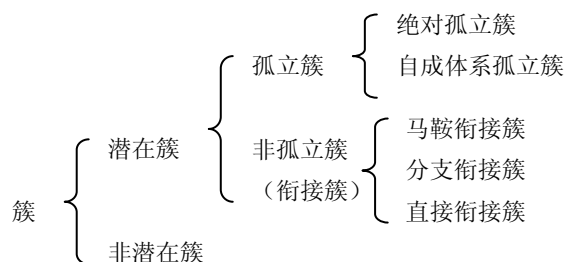 绝对孤立簇
孤立簇
自成体系孤立簇
马鞍衔接簇
潜在簇
非孤立簇
分支衔接簇
（衔接簇）
直接衔接簇
簇
非潜在簇